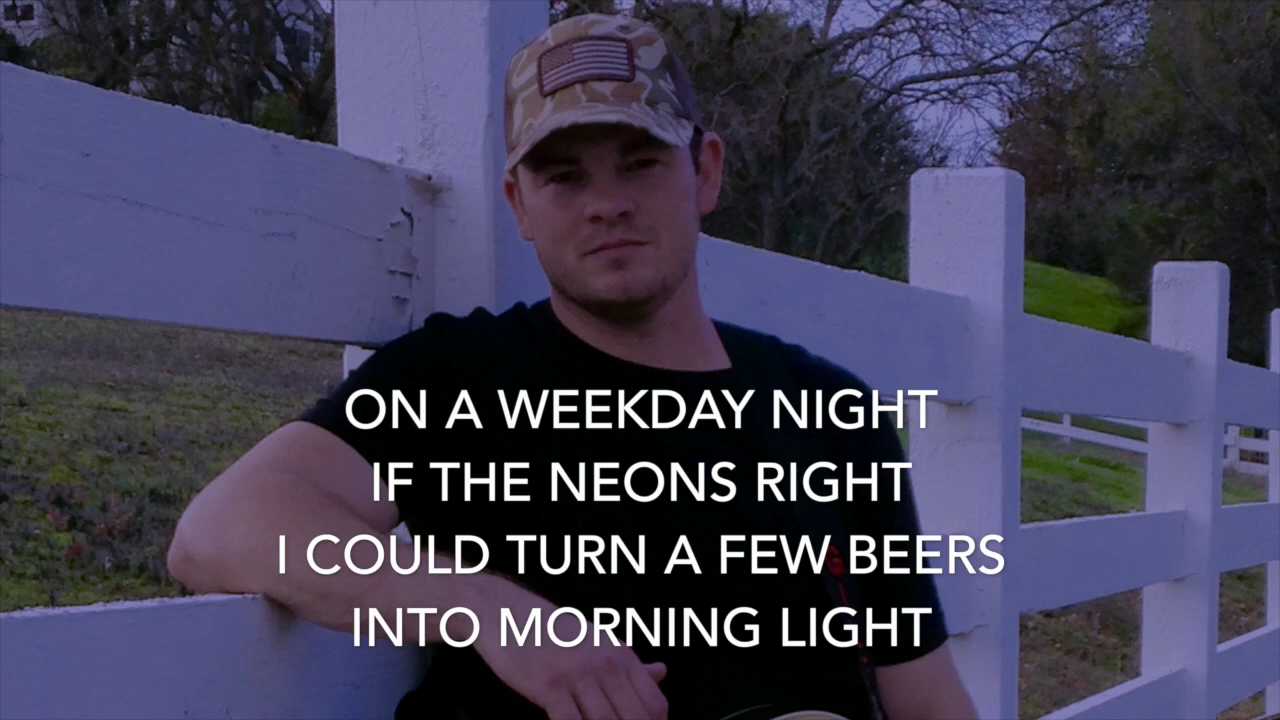 ON A WEEKDAY NIGHT
IF THE NEONS RIGHT
I COULD TURN A FEW BEERS
INTO MORNING LIGHT